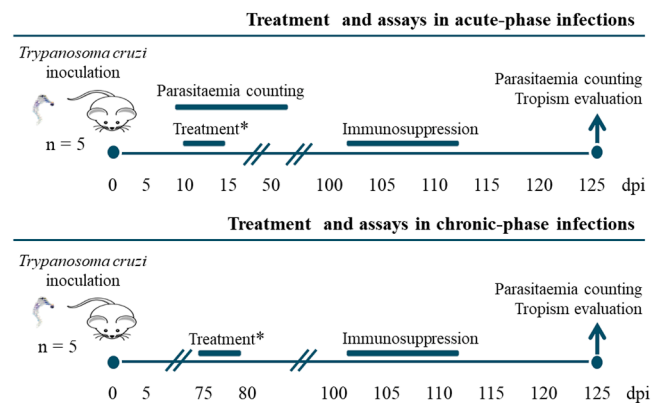 Treatment and assays in acute-phase infections
Trypanosoma cruzi
inoculation
n = 5
Parasitaemia counting
Treatment*
Immunosuppression
Parasitaemia counting
Tropism evaluation
0 5 10 15 50 100 105 110 115 120 125 dpi
Treatment and assays in chronic-phase infections
Trypanosoma cruzi
inoculation
n = 5
Treatment*
Immunosuppression
Parasitaemia counting
Tropism evaluation
0 5 75 80 100 105 110 115 120 125 dpi